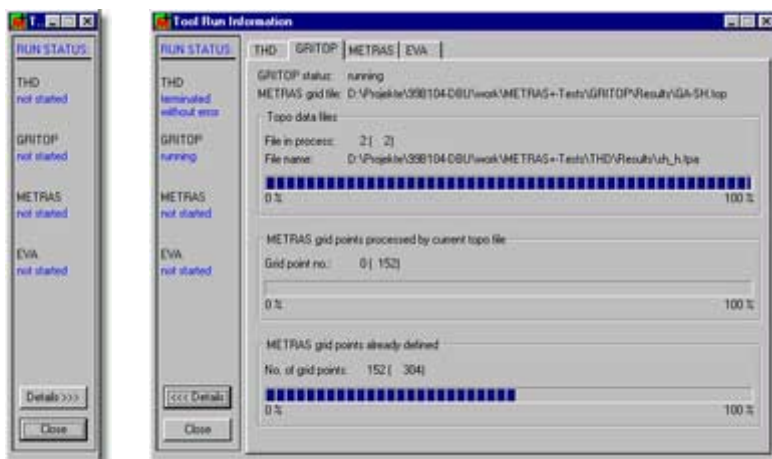 T..
RUN STATUS:
THD
not started
GRITOP
not started
METRAS
not started
EVA
not started
Details >>>
Close
Tool Run Information
RUN STATUS:
THD
terminated
without error
GRITOP
running
METRAS
not started
EVA
not started
<<< Details
Close
THD GRITOP METRAS EVA
GRITOP status: running
METRAS grid file: D:\Projekte\398104-DBU\work\METRAS+-Tests\GRITOP\Results\GA-SH.top
Topo data files
File in process: 2 ( 2)
File name: D:\Projekte\398104-DBU\work\METRAS+-Tests\THD\Results\sh_h.tpa
0 % 100 %
METRAS grid points processed by current topo file
Grid point no.: 0 ( 152)
0 % 100 %
METRAS grid points already defined
No. of grid points: 152 ( 304)
0 % 100 %